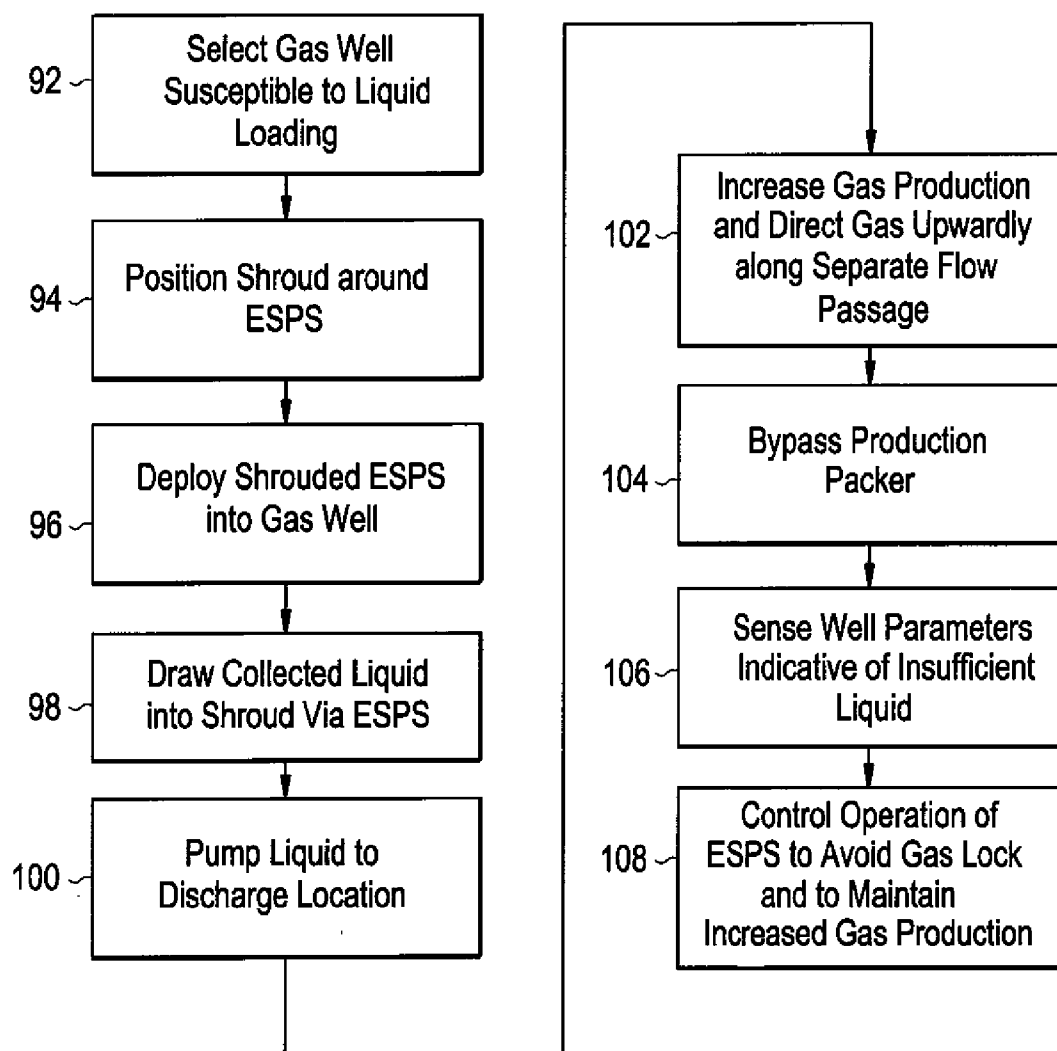 92
Select Gas Well
Susceptible to Liquid
Loading
94
Position Shroud around
ESPS
96
Deploy Shrouded ESPS
into Gas Well
98
Draw Collected Liquid
into Shroud Via ESPS
100
Pump Liquid to
Discharge Location
102
Increase Gas Production
and Direct Gas Upwardly
along Separate Flow
Passage
104
Bypass Production
Packer
106
Sense Well Parameters
Indicative of Insufficient
Liquid
108
Control Operation of
ESPS to Avoid Gas Lock
and to Maintain
Increased Gas Production